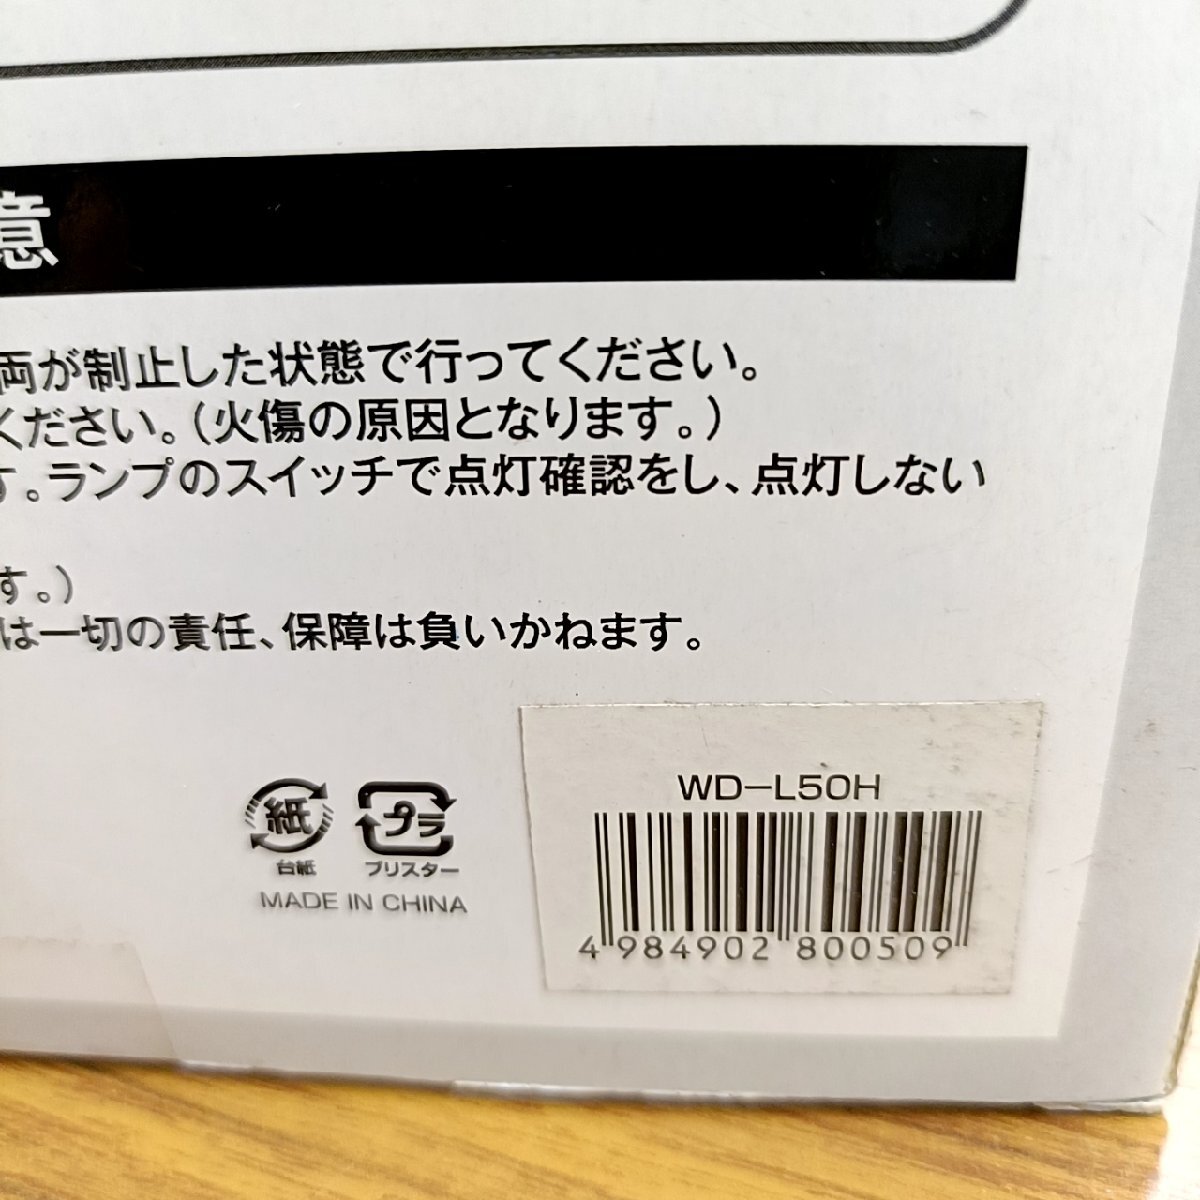 意
両が制止した状態で行ってください。
ください。(火傷の原因となります。)
す。ランプのスイッチで点灯確認をし、点灯しない
す。)
は一切の責任、保障は負いかねます。
紙
台紙
プラ
ブリスター
MADE IN CHINA
WD-L50H
4 984902 800509